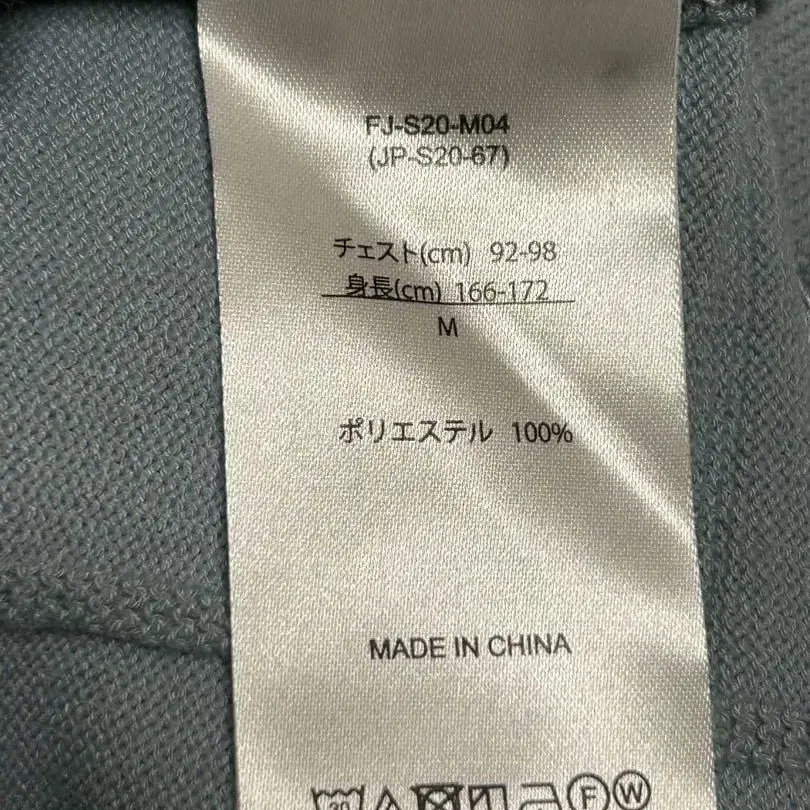 FJ-S20-M04
(JP-S20-67)
チェスト(cm) 92-98
身長(cm) 166-172
M
ポリエステル 100%
MADE IN CHINA
F W